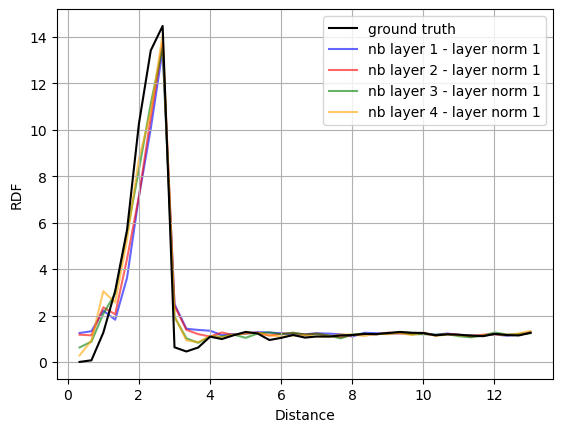 ground truth
nb layer 1 - layer norm 1
nb layer 2 - layer norm 1
nb layer 3 - layer norm 1
nb layer 4 - layer norm 1
14
12
10
8
6
4
2
0
RDF
0 2 4 6 8 10 12
Distance